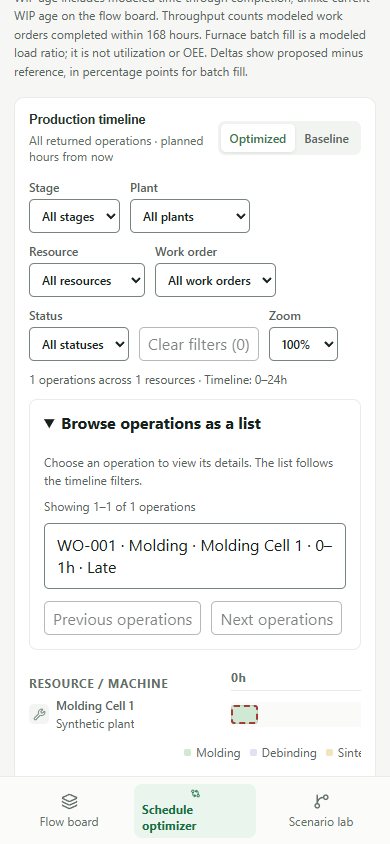 WIP age includes modeled time through completion, unlike current
WIP age on the flow board. Throughput counts modeled work
orders completed within 168 hours. Furnace batch fill is a modeled
load ratio; it is not utilization or OEE. Deltas show proposed minus
reference, in percentage points for batch fill.
Production timeline
All returned operations · planned
hours from now
Optimized
Baseline
Stage
Plant
All stages
All plants
Resource
Work order
All resources
All work orders
Status
Zoom
All statuses
Clear filters (0)
100%
1 operations across 1 resources · Timeline: 0–24h
▼ Browse operations as a list
Choose an operation to view its details. The list follows
the timeline filters.
Showing 1–1 of 1 operations
WO-001 · Molding · Molding Cell 1 · 0–
1h · Late
Previous operations
Next operations
RESOURCE / MACHINE
0h
Molding Cell 1
Synthetic plant
Molding
Debinding
Sinte
Flow board
Schedule
optimizer
Scenario lab